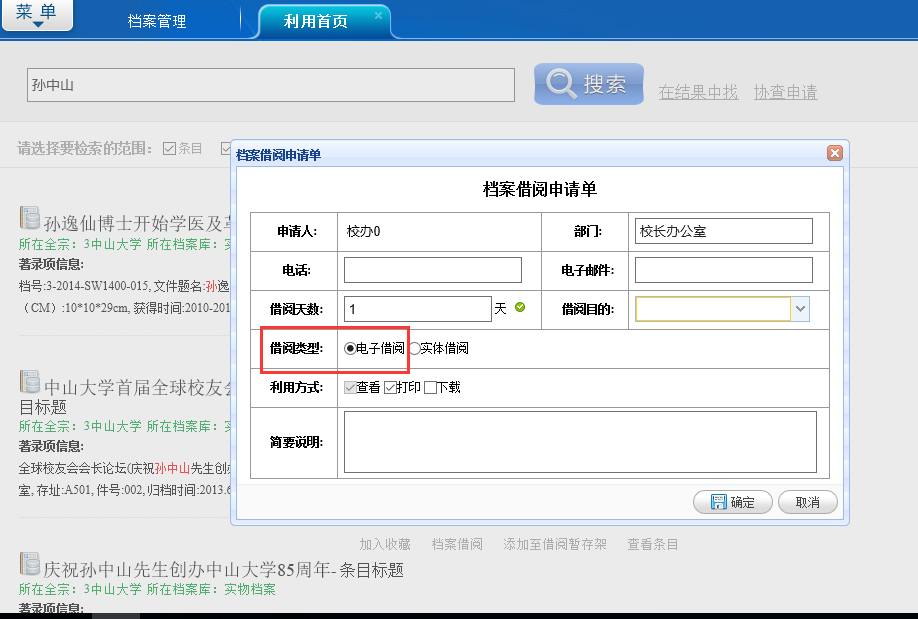 菜 单
档案管理
利用首页
孙中山
搜索
在结果中找 协查申请
请选择要检索的范围: 条目
孙逸仙博士开始学医及
所在全宗: 3中山大学 所在档案库:
著录项信息:
档号:3-2014-SW1400-015, 文件题名:孙逸
（CM）:10*10*29cm, 获得时间:2010-201
中山大学首届全球校友会
目标题
所在全宗: 3中山大学 所在档案库:
著录项信息:
全球校友会会长论坛(庆祝孙中山先生创
室, 存址:A501, 件号:002, 归档时间:2013.6
档案借阅申请单
档案借阅申请单
申请人: 校办0 部门: 校长办公室
电话: 电子邮件:
借阅天数: 1 天 借阅目的:
借阅类型: 电子借阅 实体借阅
利用方式: 查看 打印 下载
简要说明:
确定 取消
加入收藏 档案借阅 添加至借阅暂存架 查看条目
庆祝孙中山先生创办中山大学85周年- 条目标题
所在全宗: 3中山大学 所在档案库: 实物档案
著录项信息: